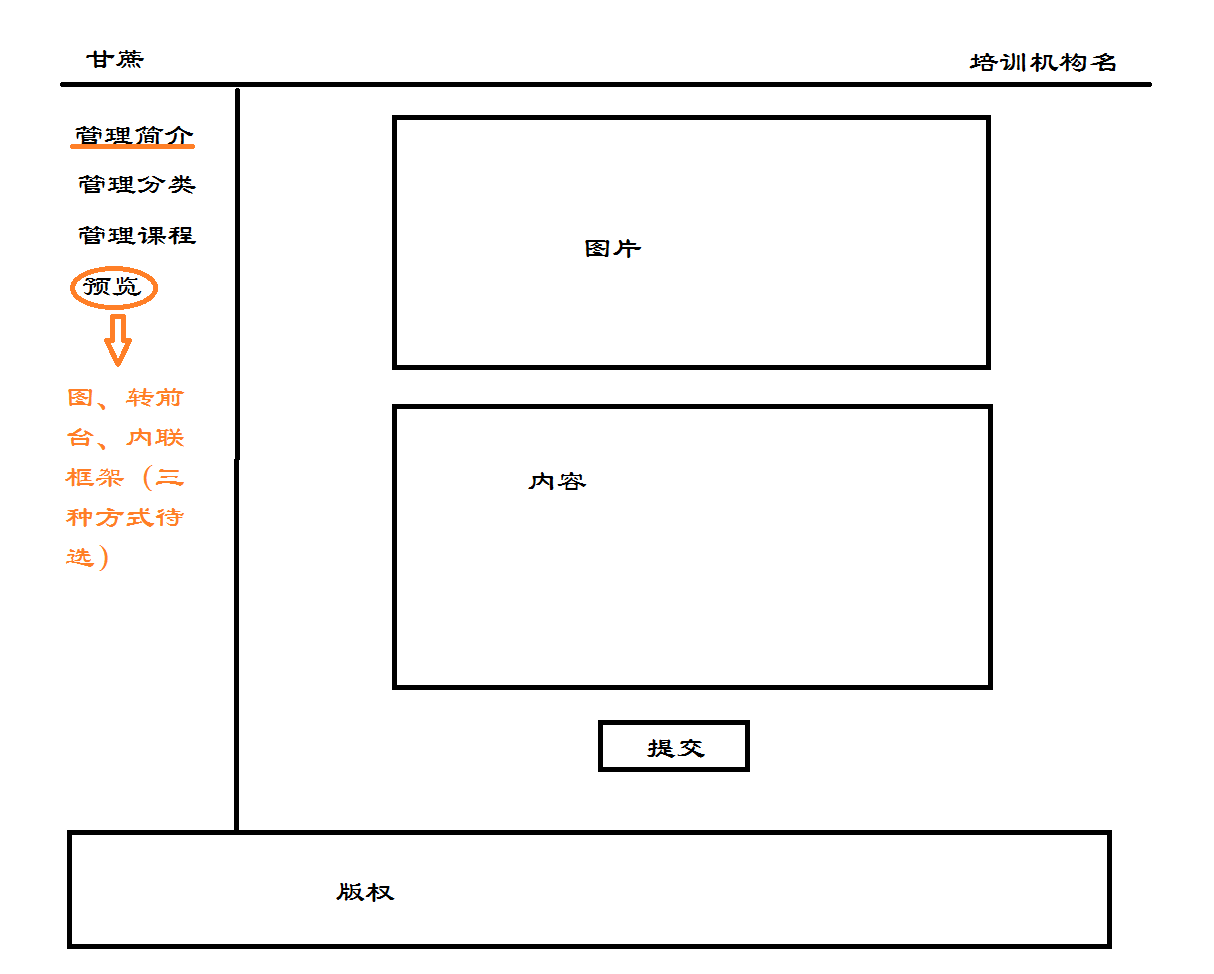 甘蔗
培训机构名
管理简介
管理分类
管理课程
预览
图、转前
台、内联
框架（三
种方式待
选）
图片
内容
提交
版权